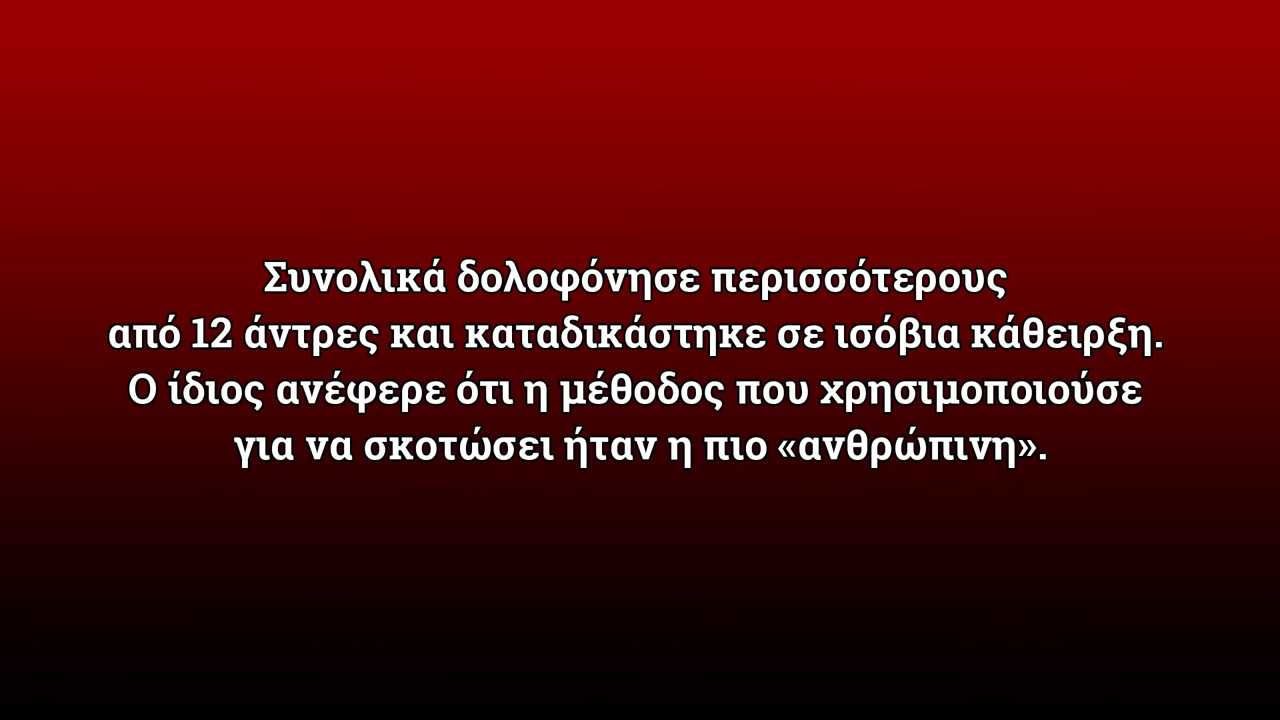 Συνολικά δολοφόνησε περισσότερους
από 12 άντρες και καταδικάστηκε σε ισόβια κάθειρξη.
Ο ίδιος ανέφερε ότι η μέθοδος που χρησιμοποιούσε
για να σκοτώσει ήταν η πιο «ανθρώπινη».